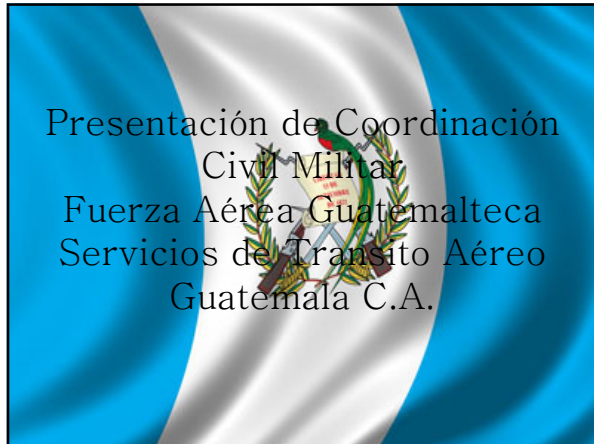 Presentación de Coordinación
Civil Militar
Fuerza Aérea Guatemalteca
Servicios de Transito Aéreo
Guatemala C.A.